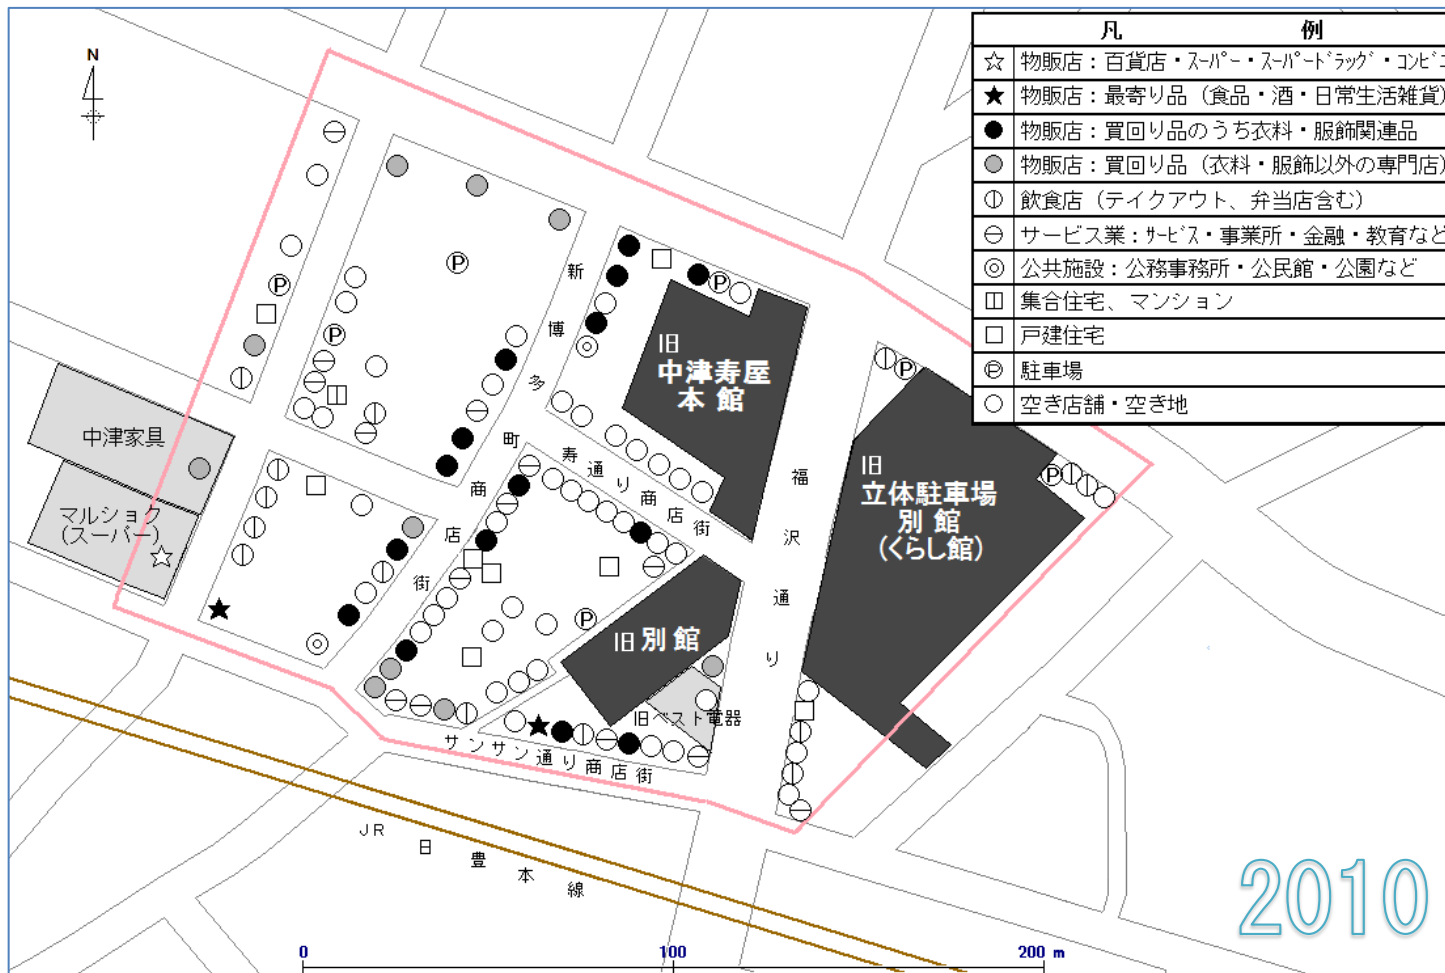 凡 例
☆ 物販店：百貨店・スーパー・スーパードラッグ・コンビニ
★ 物販店：最寄り品（食品・酒・日常生活雑貨）
● 物販店：買回り品のうち衣料・服飾関連品
物販店：買回り品（衣料・服飾以外の専門店）
飲食店（テイクアウト、弁当店含む）
サービス業：サービス・事業所・金融・教育など
◎ 公共施設：公務事務所・公民館・公園など
集合住宅、マンション
□ 戸建住宅
Ⓟ 駐車場
○ 空き店舗・空き地
N
新博多町商店街
旧
中津寿屋
本館
中津家具
マルショク
(スーパー)
寿通り商店街
福沢通り
旧
立体駐車場
別館
(くらし館)
旧別館
旧ベスト電器
サンサン通り商店街
JR日豊本線
2010
0 100 200 m